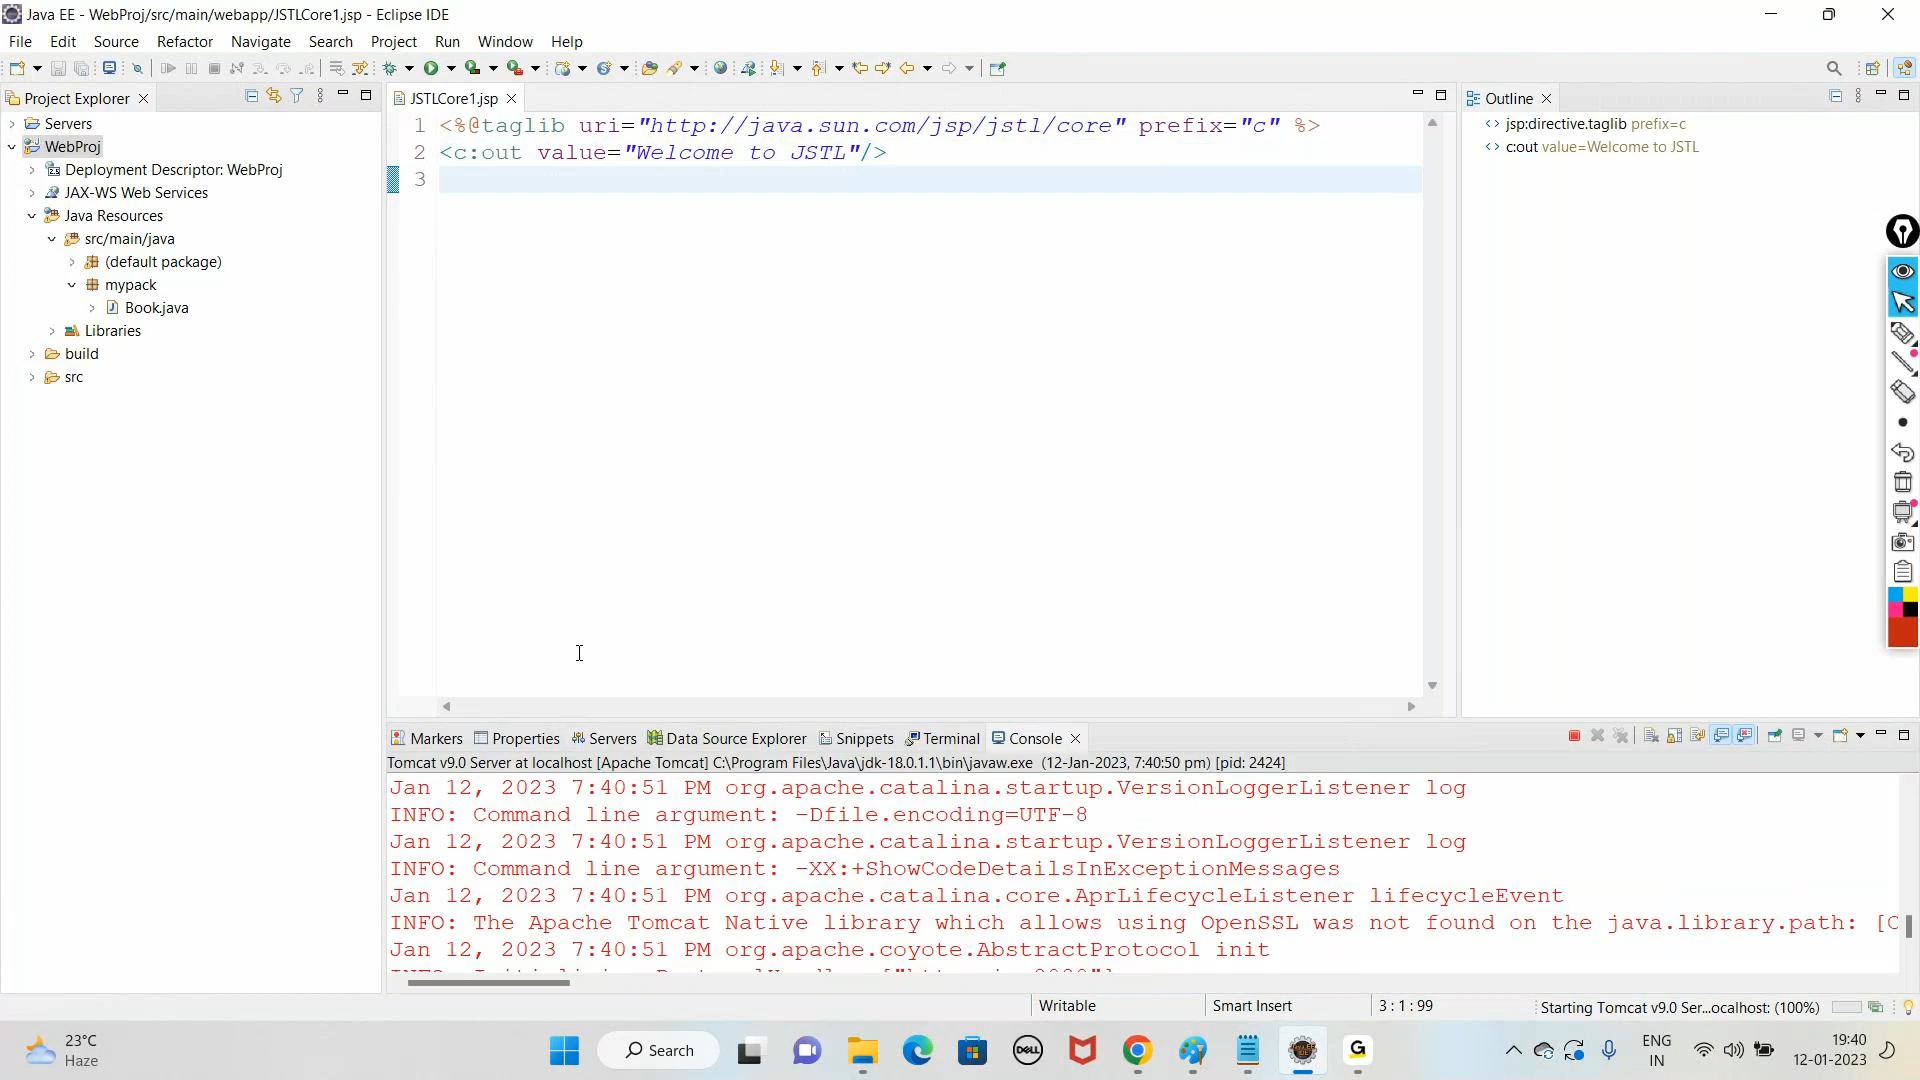 Java EE - WebProj/src/main/webapp/JSTLCore1.jsp - Eclipse IDE
File Edit Source Refactor Navigate Search Project Run Window Help
Project Explorer
Servers
WebProj
Deployment Descriptor: WebProj
JAX-WS Web Services
Java Resources
src/main/java
(default package)
mypack
Book.java
Libraries
build
src
JSTLCore1.jsp
1 <%@taglib uri="http://java.sun.com/jsp/jstl/core" prefix="c" %>
2 <c:out value="Welcome to JSTL"/>
3
Outline
jsp:directive.taglib prefix=c
c:out value=Welcome to JSTL
Markers Properties Servers Data Source Explorer Snippets Terminal Console
Tomcat v9.0 Server at localhost [Apache Tomcat] C:\Program Files\Java\jdk-18.0.1.1\bin\javaw.exe (12-Jan-2023, 7:40:50 pm) [pid: 2424]
Jan 12, 2023 7:40:51 PM org.apache.catalina.startup.VersionLoggerListener log
INFO: Command line argument: -Dfile.encoding=UTF-8
Jan 12, 2023 7:40:51 PM org.apache.catalina.startup.VersionLoggerListener log
INFO: Command line argument: -XX:+ShowCodeDetailsInExceptionMessages
Jan 12, 2023 7:40:51 PM org.apache.catalina.core.AprLifecycleListener lifecycleEvent
INFO: The Apache Tomcat Native library which allows using OpenSSL was not found on the java.library.path: [C
Jan 12, 2023 7:40:51 PM org.apache.coyote.AbstractProtocol init
Writable Smart Insert 3 : 1 : 99 Starting Tomcat v9.0 Ser...ocalhost: (100%)
23°C
Haze
Search
DELL
G
ENG
IN
19:40
12-01-2023